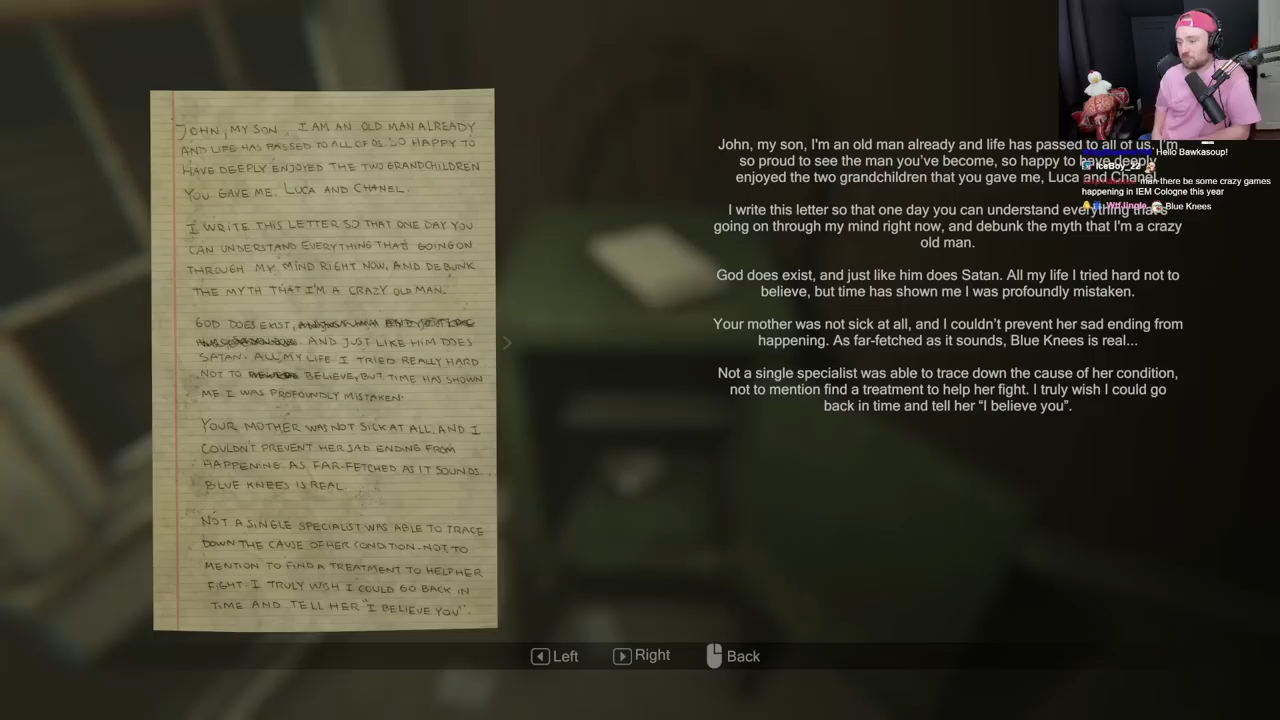 JOHN, MY SON. I AM AN OLD MAN ALREADY
AND LIFE HAS PASSED TO ALL OF US. SO HAPPY TO
HAVE DEEPLY ENJOYED THE TWO GRANDCHILDREN
YOU GAVE ME. LUCA AND CHANEL.
I WRITE THIS LETTER SO THAT ONE DAY YOU
CAN UNDERSTAND EVERYTHING THAT'S GOING ON
THROUGH MY MIND RIGHT NOW, AND DEBUNK
THE MYTH THAT I'M A CRAZY OLD MAN.
GOD DOES EXIST,
AND JUST LIKE HIM DOES
SATAN. ALL MY LIFE I TRIED REALLY HARD
NOT TO BELIEVE, BUT TIME HAS SHOWN
ME I WAS PROFOUNDLY MISTAKEN.
YOUR MOTHER WAS NOT SICK AT ALL, AND I
COULDN'T PREVENT HER SAD ENDING FROM
HAPPENING. AS FAR-FETCHED AS IT SOUNDS
BLUE KNEES IS REAL.
NOT A SINGLE SPECIALIST WAS ABLE TO TRACE
DOWN THE CAUSE OF HER CONDITION-NOT TO
MENTION TO FIND A TREATMENT TO HELP HER
FIGHT. I TRULY WISH I COULD GO BACK IN
TIME AND TELL HER "I BELIEVE YOU".
John, my son, I'm an old man already and life has passed to all of us. I'm
so proud to see the man you've become, so happy to have deeply
enjoyed the two grandchildren that you gave me, Luca and Chanel
I write this letter so that one day you can understand everything that's
going on through my mind right now, and debunk the myth that I'm a crazy
old man.
God does exist, and just like him does Satan. All my life I tried hard not to
believe, but time has shown me I was profoundly mistaken.
Your mother was not sick at all, and I couldn't prevent her sad ending from
happening. As far-fetched as it sounds, Blue Knees is real...
Not a single specialist was able to trace down the cause of her condition,
not to mention find a treatment to help her fight. I truly wish I could go
back in time and tell her “I believe you”.
Hello Bawkasoup!
IceBoy_22
man there be some crazy games
happening in IEM Cologne this year
Blue Knees
Left
Right
Back